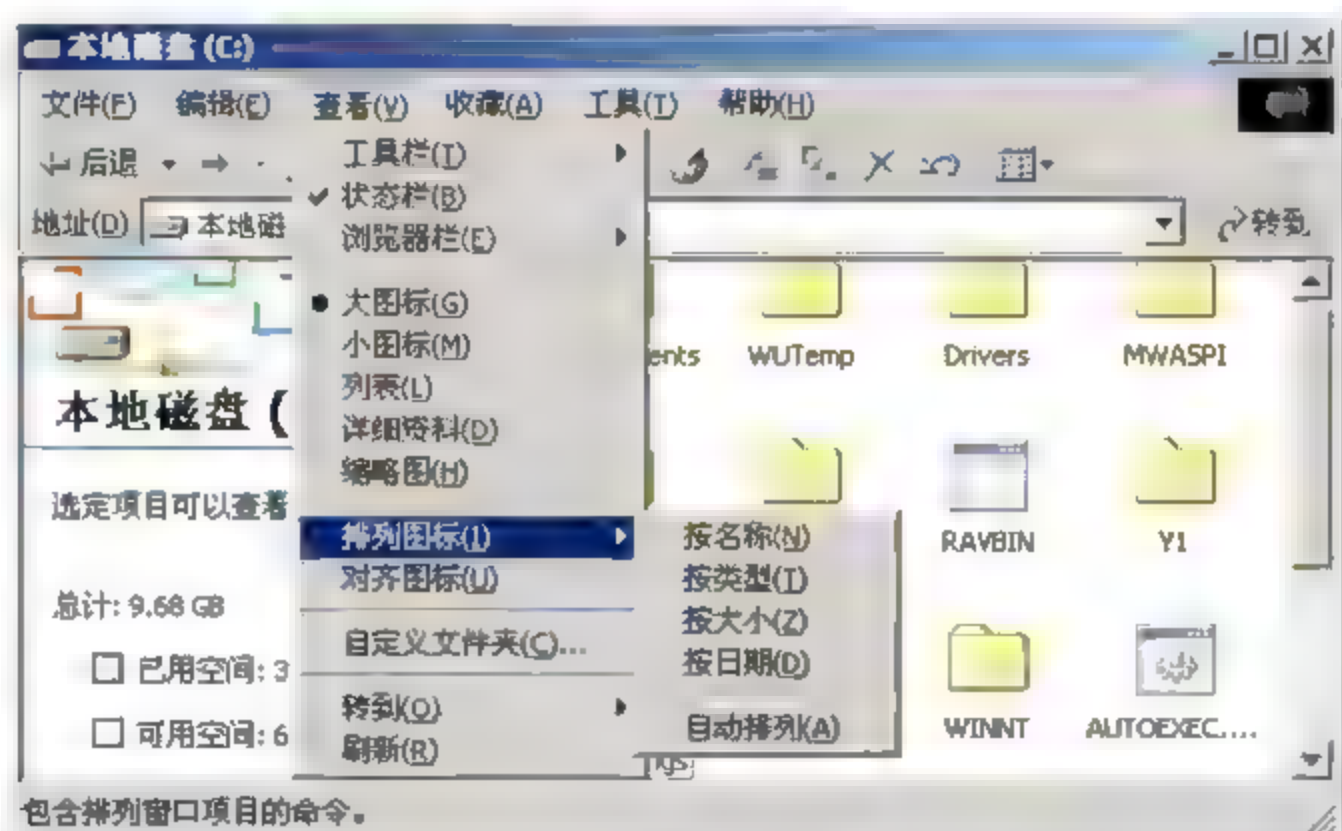 本地磁盘 (C:)
文件(F) 编辑(E) 查看(V) 收藏(A) 工具(T) 帮助(H)
后退
地址(D) 本地磁 转到
工具栏(T)
状态栏(B)
浏览器栏(E)
大图标(G)
小图标(M)
列表(L)
详细资料(D)
缩略图(H)
排列图标(I)
对齐图标(U)
自定义文件夹(C)...
转到(O)
刷新(R)
按名称(N)
按类型(T)
按大小(Z)
按日期(D)
自动排列(A)
本地磁盘 (
选定项目可以查看
总计: 9.68 GB
已用空间: 3
可用空间: 6
ents WUTemp Drivers MWASPI
RAVBIN Y1
WINNT AUTOEXEC....
ngs
包含排列窗口项目的命令。